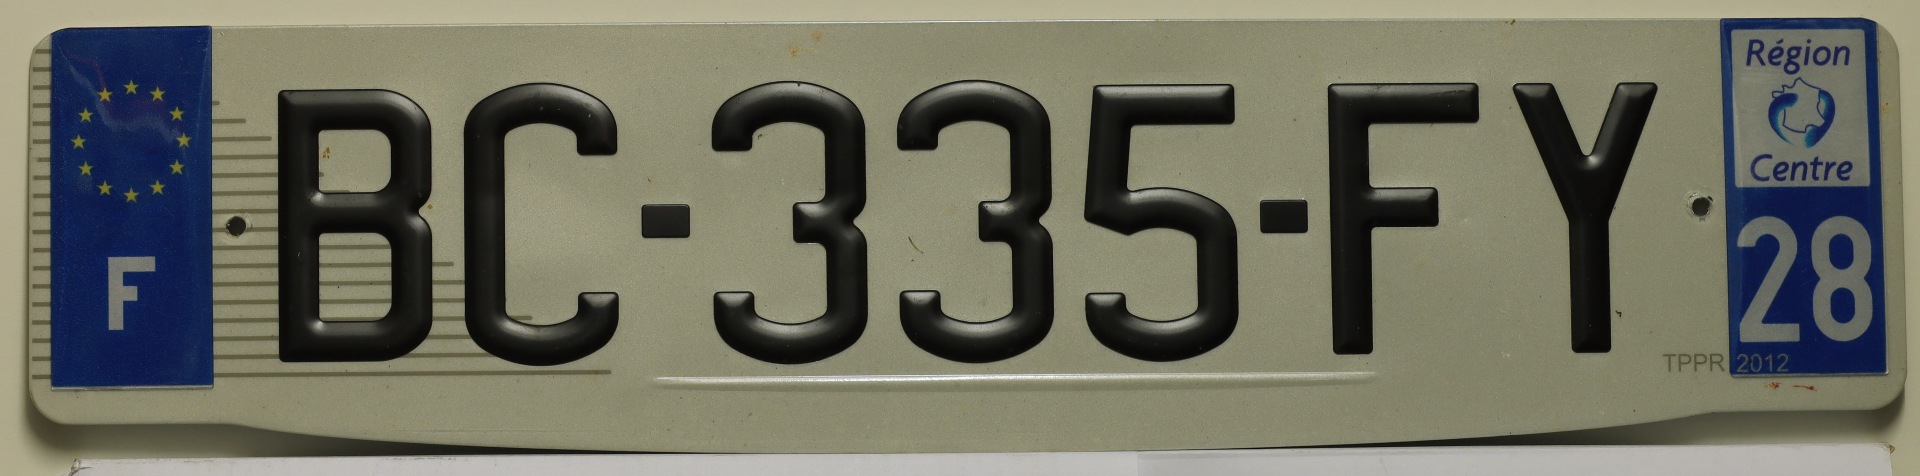 F
BC-335-FY
Région
Centre
28
TPPR 2012